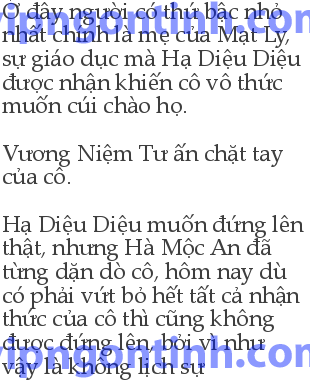 Ở đây người có thứ bậc nhỏ
nhất chính là mẹ của Mạt Ly,
sự giáo dục mà Hạ Diệu Diệu
được nhận khiến cô vô thức
muốn cúi chào họ.
Vương Niệm Tư ấn chặt tay
của cô.
Hạ Diệu Diệu muốn đứng lên
thật, nhưng Hà Mộc An đã
từng dặn dò cô, hôm nay dù
có phải vứt bỏ hết tất cả nhận
thức của cô thì cũng không
được đứng lên, bởi vì như
vậy là không lịch sự
vipngontinh.com